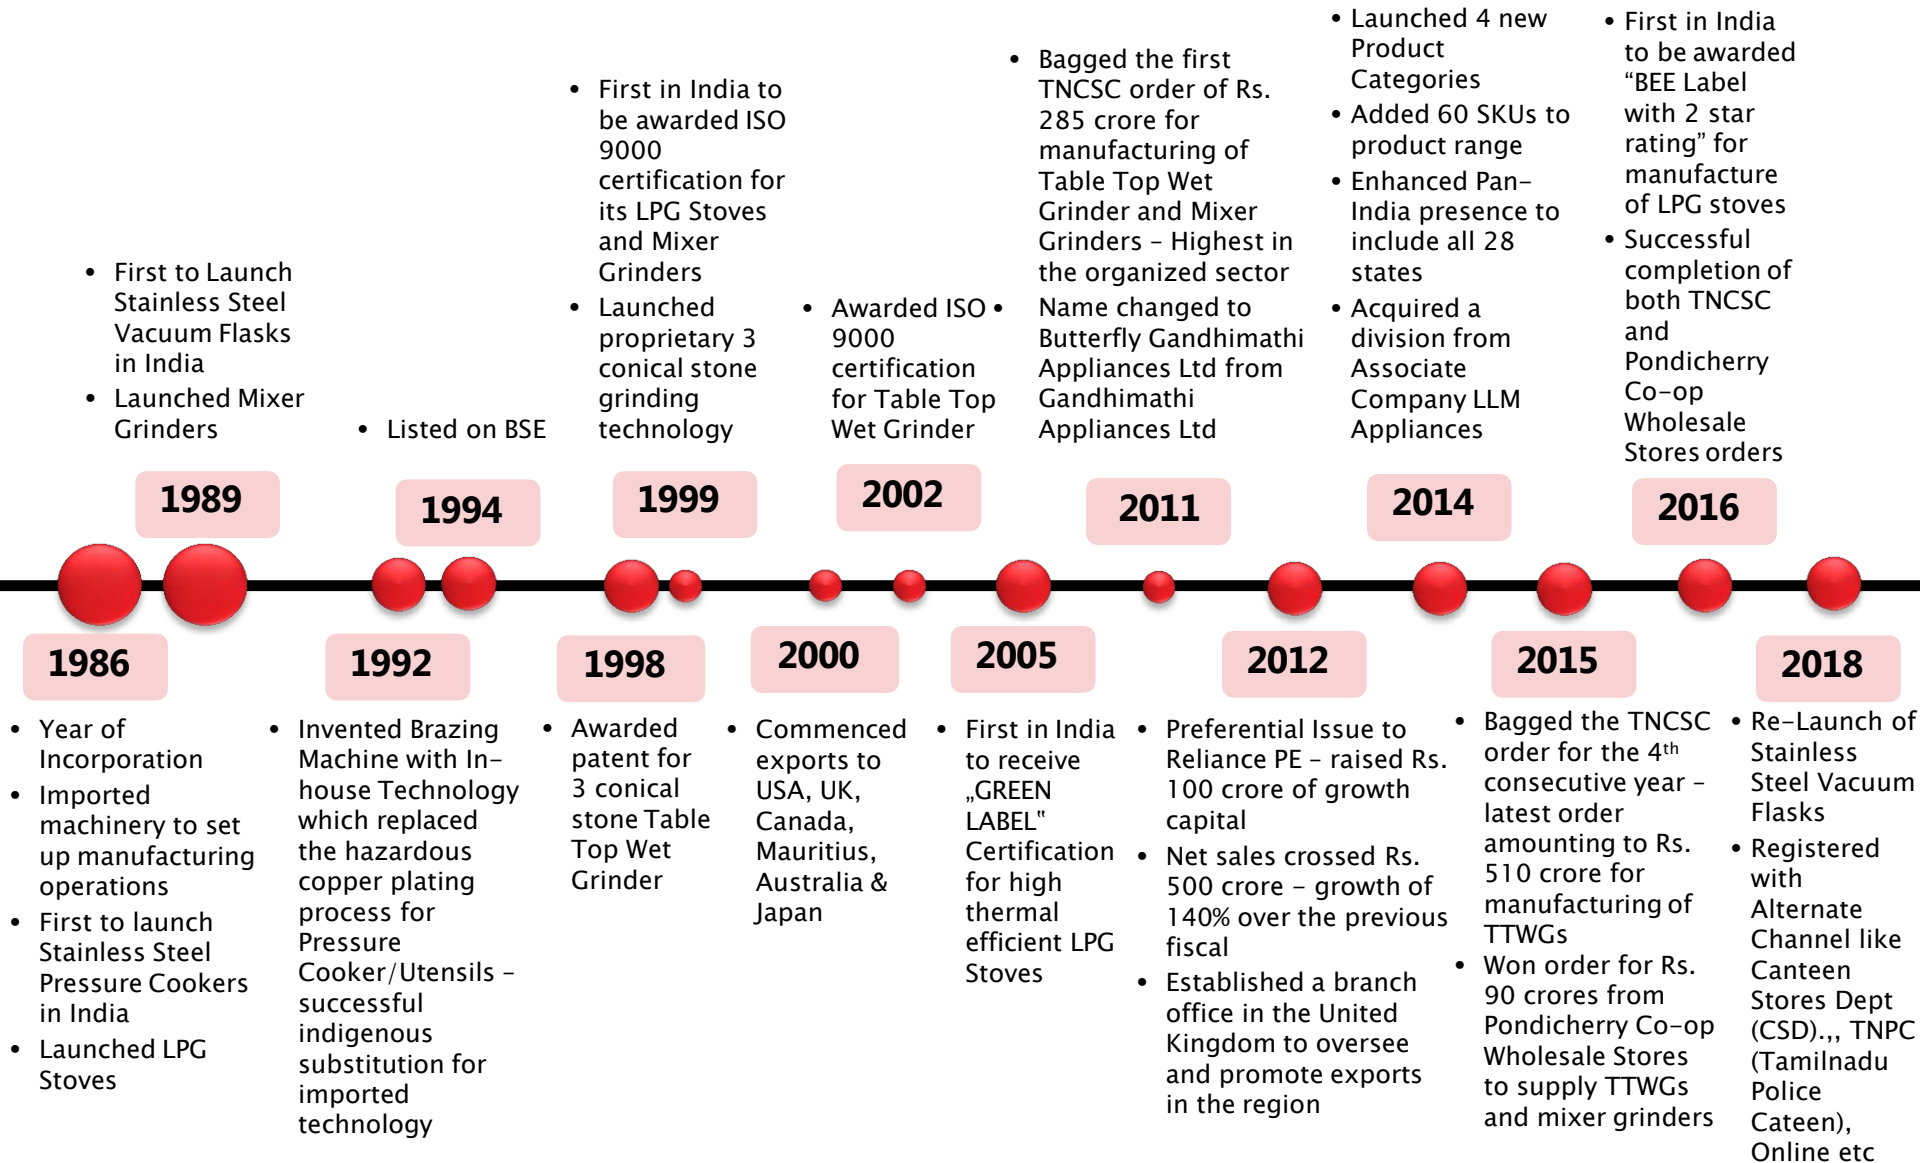 • First to Launch
Stainless Steel
Vacuum Flasks
in India
• Launched Mixer
Grinders
1989
• Listed on BSE
1994
• First in India to
be awarded ISO
9000
certification for
its LPG Stoves
and Mixer
Grinders
• Launched
proprietary 3
conical stone
grinding
technology
1999
• Awarded ISO
9000
certification
for Table Top
Wet Grinder
2002
• Bagged the first
TNCSC order of Rs.
285 crore for
manufacturing of
Table Top Wet
Grinder and Mixer
Grinders – Highest in
the organized sector
• Name changed to
Butterfly Gandhimathi
Appliances Ltd from
Gandhimathi
Appliances Ltd
2011
• Launched 4 new
Product
Categories
• Added 60 SKUs to
product range
• Enhanced Pan-
India presence to
include all 28
states
• Acquired a
division from
Associate
Company LLM
Appliances
2014
• First in India
to be awarded
“BEE Label
with 2 star
rating” for
manufacture
of LPG stoves
• Successful
completion of
both TNCSC
and
Pondicherry
Co-op
Wholesale
Stores orders
2016
1986
• Year of
Incorporation
• Imported
machinery to set
up manufacturing
operations
• First to launch
Stainless Steel
Pressure Cookers
in India
• Launched LPG
Stoves
1992
• Invented Brazing
Machine with In-
house Technology
which replaced
the hazardous
copper plating
process for
Pressure
Cooker/Utensils –
successful
indigenous
substitution for
imported
technology
1998
• Awarded
patent for
3 conical
stone Table
Top Wet
Grinder
2000
• Commenced
exports to
USA, UK,
Canada,
Mauritius,
Australia &
Japan
2005
• First in India
to receive
„GREEN
LABEL‟
Certification
for high
thermal
efficient LPG
Stoves
2012
• Preferential Issue to
Reliance PE – raised Rs.
100 crore of growth
capital
• Net sales crossed Rs.
500 crore – growth of
140% over the previous
fiscal
• Established a branch
office in the United
Kingdom to oversee
and promote exports
in the region
2015
• Bagged the TNCSC
order for the 4th
consecutive year –
latest order
amounting to Rs.
510 crore for
manufacturing of
TTWGs
• Won order for Rs.
90 crores from
Pondicherry Co-op
Wholesale Stores
to supply TTWGs
and mixer grinders
2018
• Re-Launch of
Stainless
Steel Vacuum
Flasks
• Registered
with
Alternate
Channel like
Canteen
Stores Dept
(CSD).,, TNPC
(Tamilnadu
Police
Cateen),
Online etc